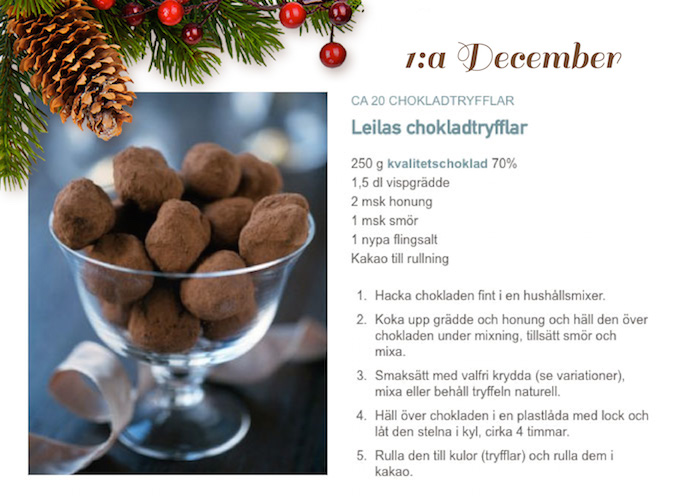 1:a December
CA 20 CHOKLADTRYFFLAR
Leilas chokladtryfflar
250 g kvalitetschoklad 70%
1,5 dl vispgrädde
2 msk honung
1 msk smör
1 nypa flingsalt
Kakao till rullning
1. Hacka chokladen fint i en hushållsmixer.
2. Koka upp grädde och honung och häll den över
chokladen under mixning, tillsätt smör och
mixa.
3. Smaksätt med valfri krydda (se variationer),
mixa eller behåll tryffeln naturell.
4. Häll över chokladen i en plastlåda med lock och
låt den stelna i kyl, cirka 4 timmar.
5. Rulla den till kulor (tryfflar) och rulla dem i
kakao.